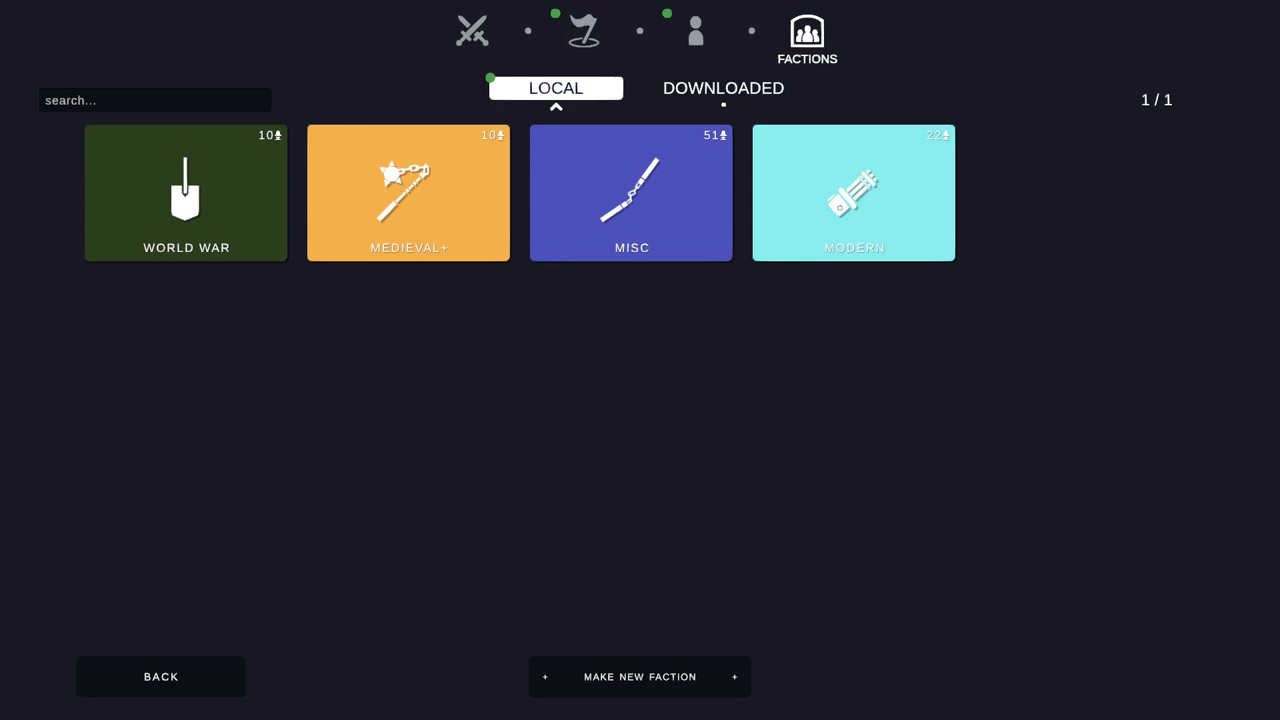 FACTIONS
LOCAL
DOWNLOADED
search...
1 / 1
10
10
51
22
WORLD WAR
MEDIEVAL+
MISC
MODERN
BACK
+ MAKE NEW FACTION +